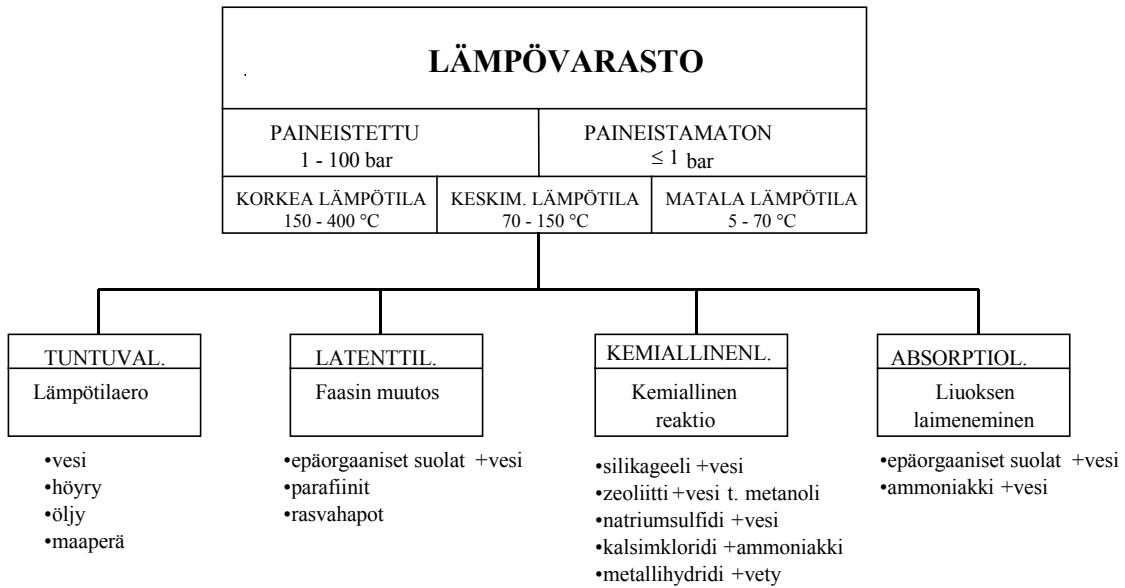 LÄMPÖVARASTO
PAINEISTETTU
1 - 100 bar
PAINEISTAMATON
≤ 1 bar
KORKEA LÄMPÖTILA
150 - 400 °C
KESKIM. LÄMPÖTILA
70 - 150 °C
MATALA LÄMPÖTILA
5 - 70 °C
TUNTUVAL.
Lämpötilaero
•vesi
•höyry
•öljy
•maaperä
LATENTTIL.
Faasin muutos
•epäorgaaniset suolat +vesi
•parafiinit
•rasvahapot
KEMIALLINENL.
Kemiallinen
reaktio
•silikageeli +vesi
•zeoliitti +vesi t. metanoli
•natriumsulfidi +vesi
•kalsimkloridi +ammoniakki
•metallihydridi +vety
ABSORPTIOL.
Liuoksen
laimeneminen
•epäorgaaniset suolat +vesi
•ammoniakki +vesi